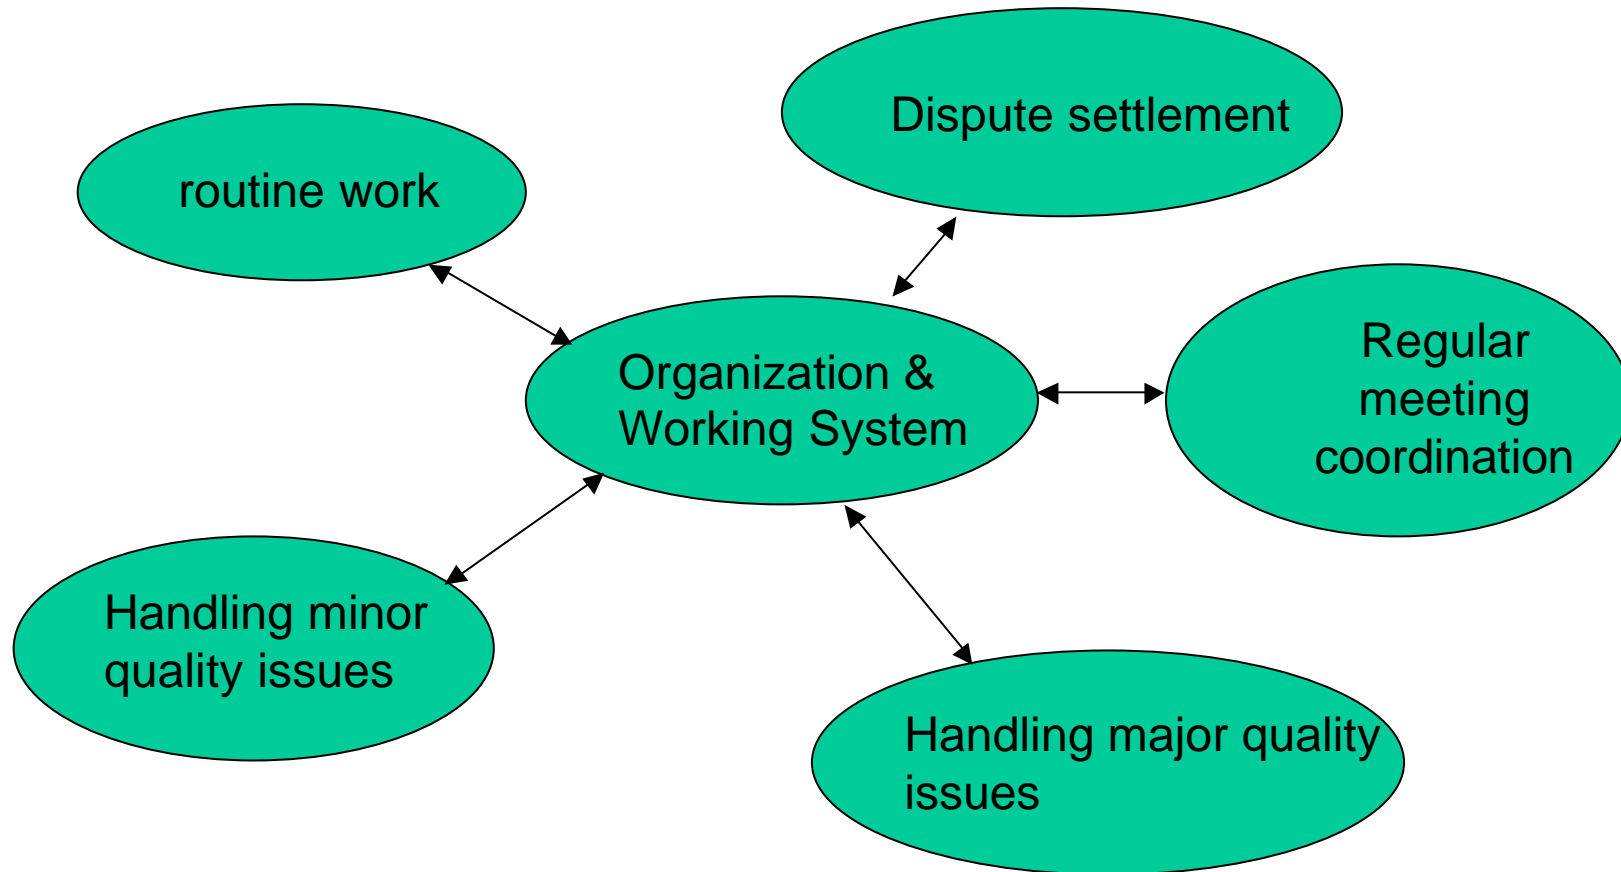 Dispute settlement
routine work
Regular
meeting
coordination
Organization &
Working System
Handling minor
quality issues
Handling major quality
issues